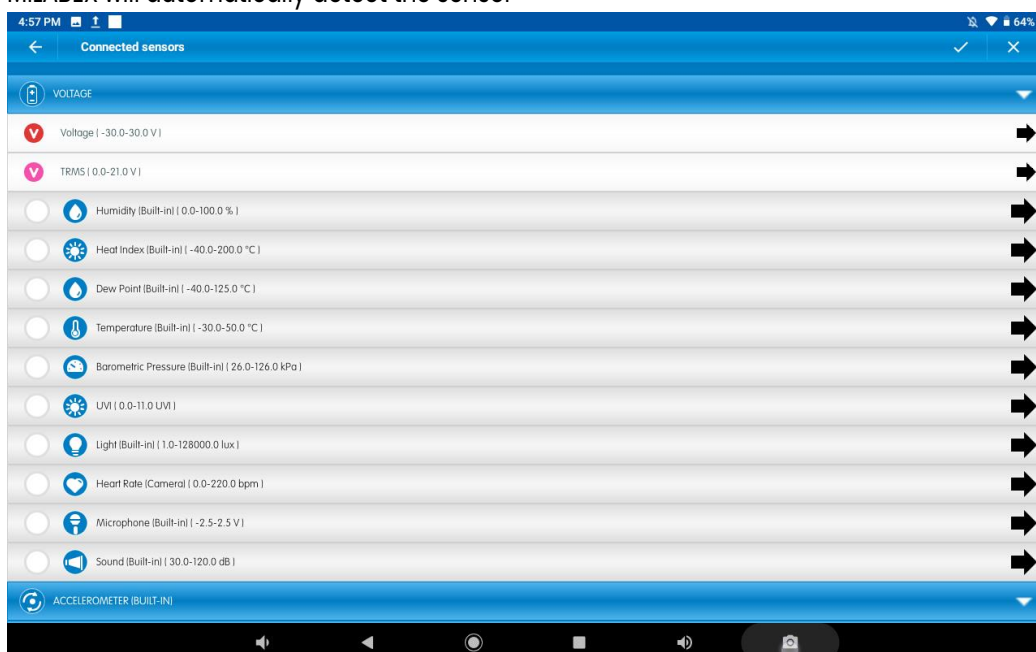 MiLABEX will automatically detect the sensor
4:57 PM 64%
Connected sensors
VOLTAGE
Voltage ( -30.0-30.0 V )
TRMS ( 0.0-21.0 V )
Humidity (Built-in) ( 0.0-100.0 % )
Heat Index (Built-in) ( -40.0-200.0 °C )
Dew Point (Built-in) ( -40.0-125.0 °C )
Temperature (Built-in) ( -30.0-50.0 °C )
Barometric Pressure (Built-in) ( 26.0-126.0 kPa )
UVI ( 0.0-11.0 UVI )
Light (Built-in) ( 1.0-128000.0 lux )
Heart Rate (Camera) ( 0.0-220.0 bpm )
Microphone (Built-in) ( -2.5-2.5 V )
Sound (Built-in) ( 30.0-120.0 dB )
ACCELEROMETER (BUILT-IN)